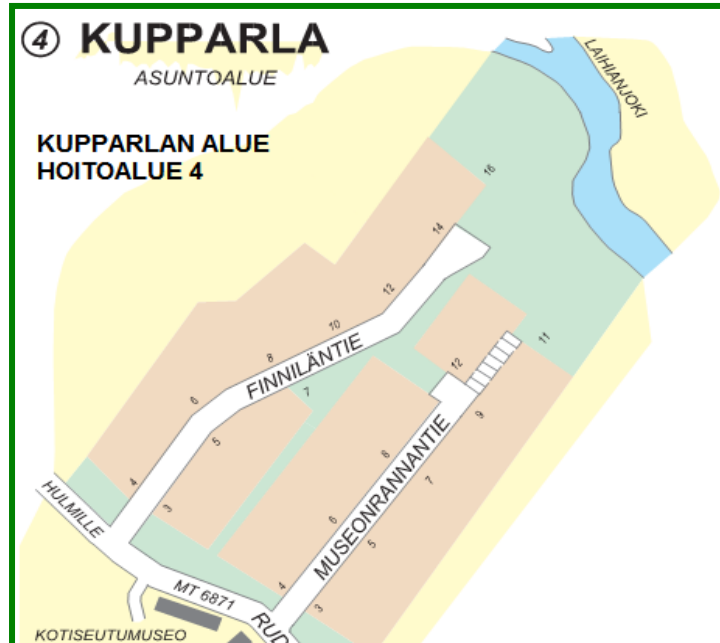 4 KUPPARLA
ASUNTOALUE
KUPPARLAN ALUE
HOITOALUE 4
LAIHIANJOKI
16
14
12
10
8
6
4
FINNILÄNTIE
7
5
3
11
12
9
8
7
6
5
4
3
MUSEONRANNANTIE
HULMILLE
MT 6871
RUD
KOTISEUTUMUSEO